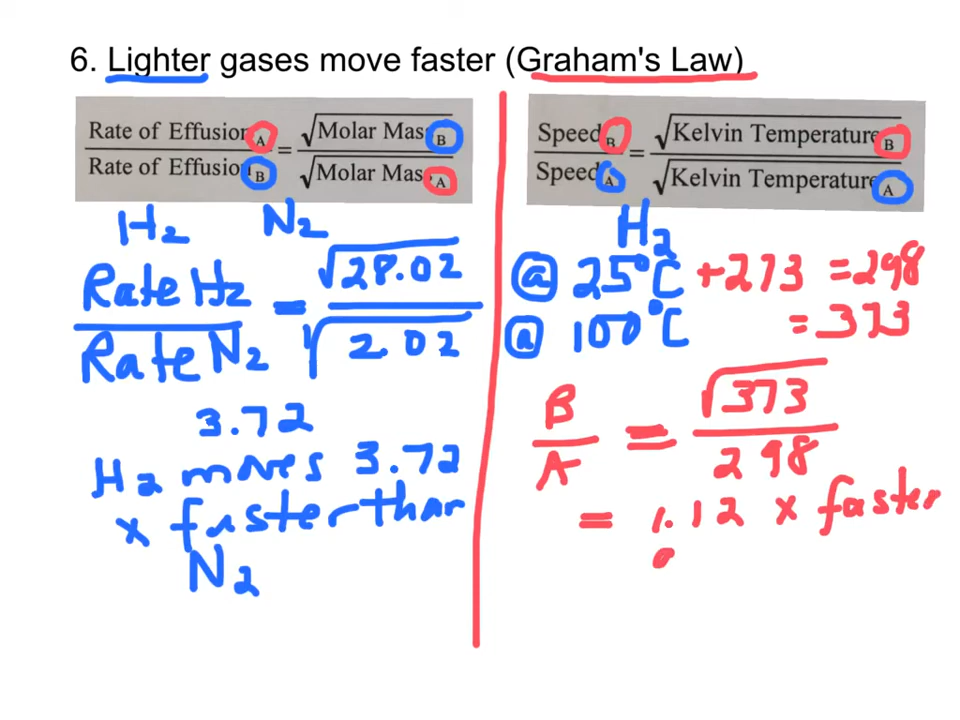 6. Lighter gases move faster (Graham's Law)
Rate of Effusion A / Rate of Effusion B = √Molar Mass B / √Molar Mass A
H2 N2
Rate H2 / Rate N2 = √28.02 / √2.02
3.72
H2 moves 3.72
x faster than
N2
Speed B / Speed A = √Kelvin Temperature B / √Kelvin Temperature A
H2
@ 25°C +273 =298
@ 100°C =373
B / A = √373 / 298
= 1.12 x faster